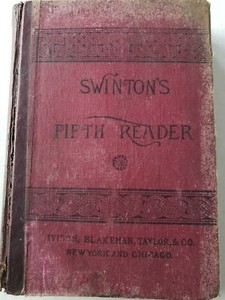 SWINTON'S
FIFTH READER
IVISON, BLAKEMAN, TAYLOR, & CO.
NEW YORK AND CHICAGO.